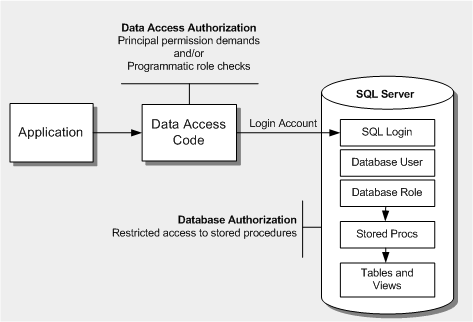 Data Access Authorization
Principal permission demands
and/or
Programmatic role checks
SQL Server
Application
Data Access
Code
Login Account
SQL Login
Database User
Database Role
Database Authorization
Restricted access to stored procedures
Stored Procs
Tables and
Views